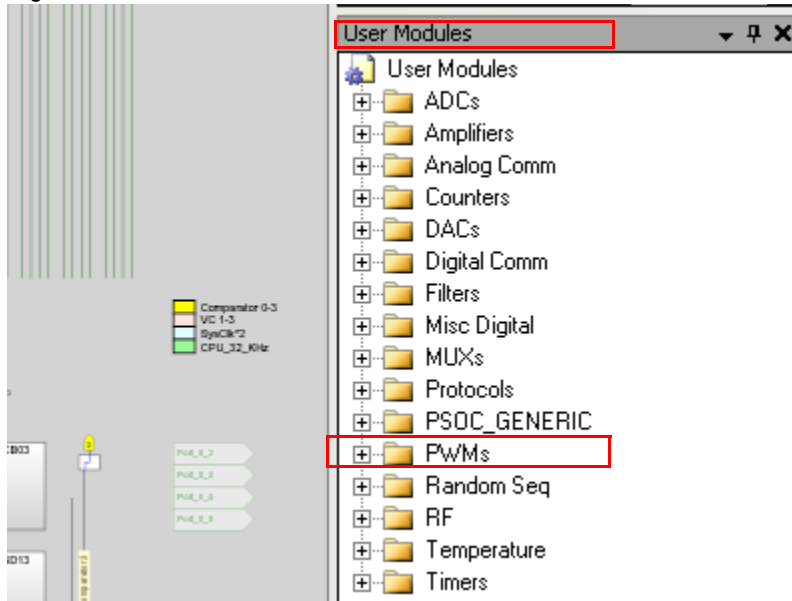 User Modules
User Modules
ADCs
Amplifiers
Analog Comm
Counters
DACs
Digital Comm
Filters
Misc Digital
MUXs
Protocols
PSOC_GENERIC
PWMs
Random Seq
RF
Temperature
Timers
Comparator 0-3
VC 1-3
SysClk*2
CPU_32_KHz